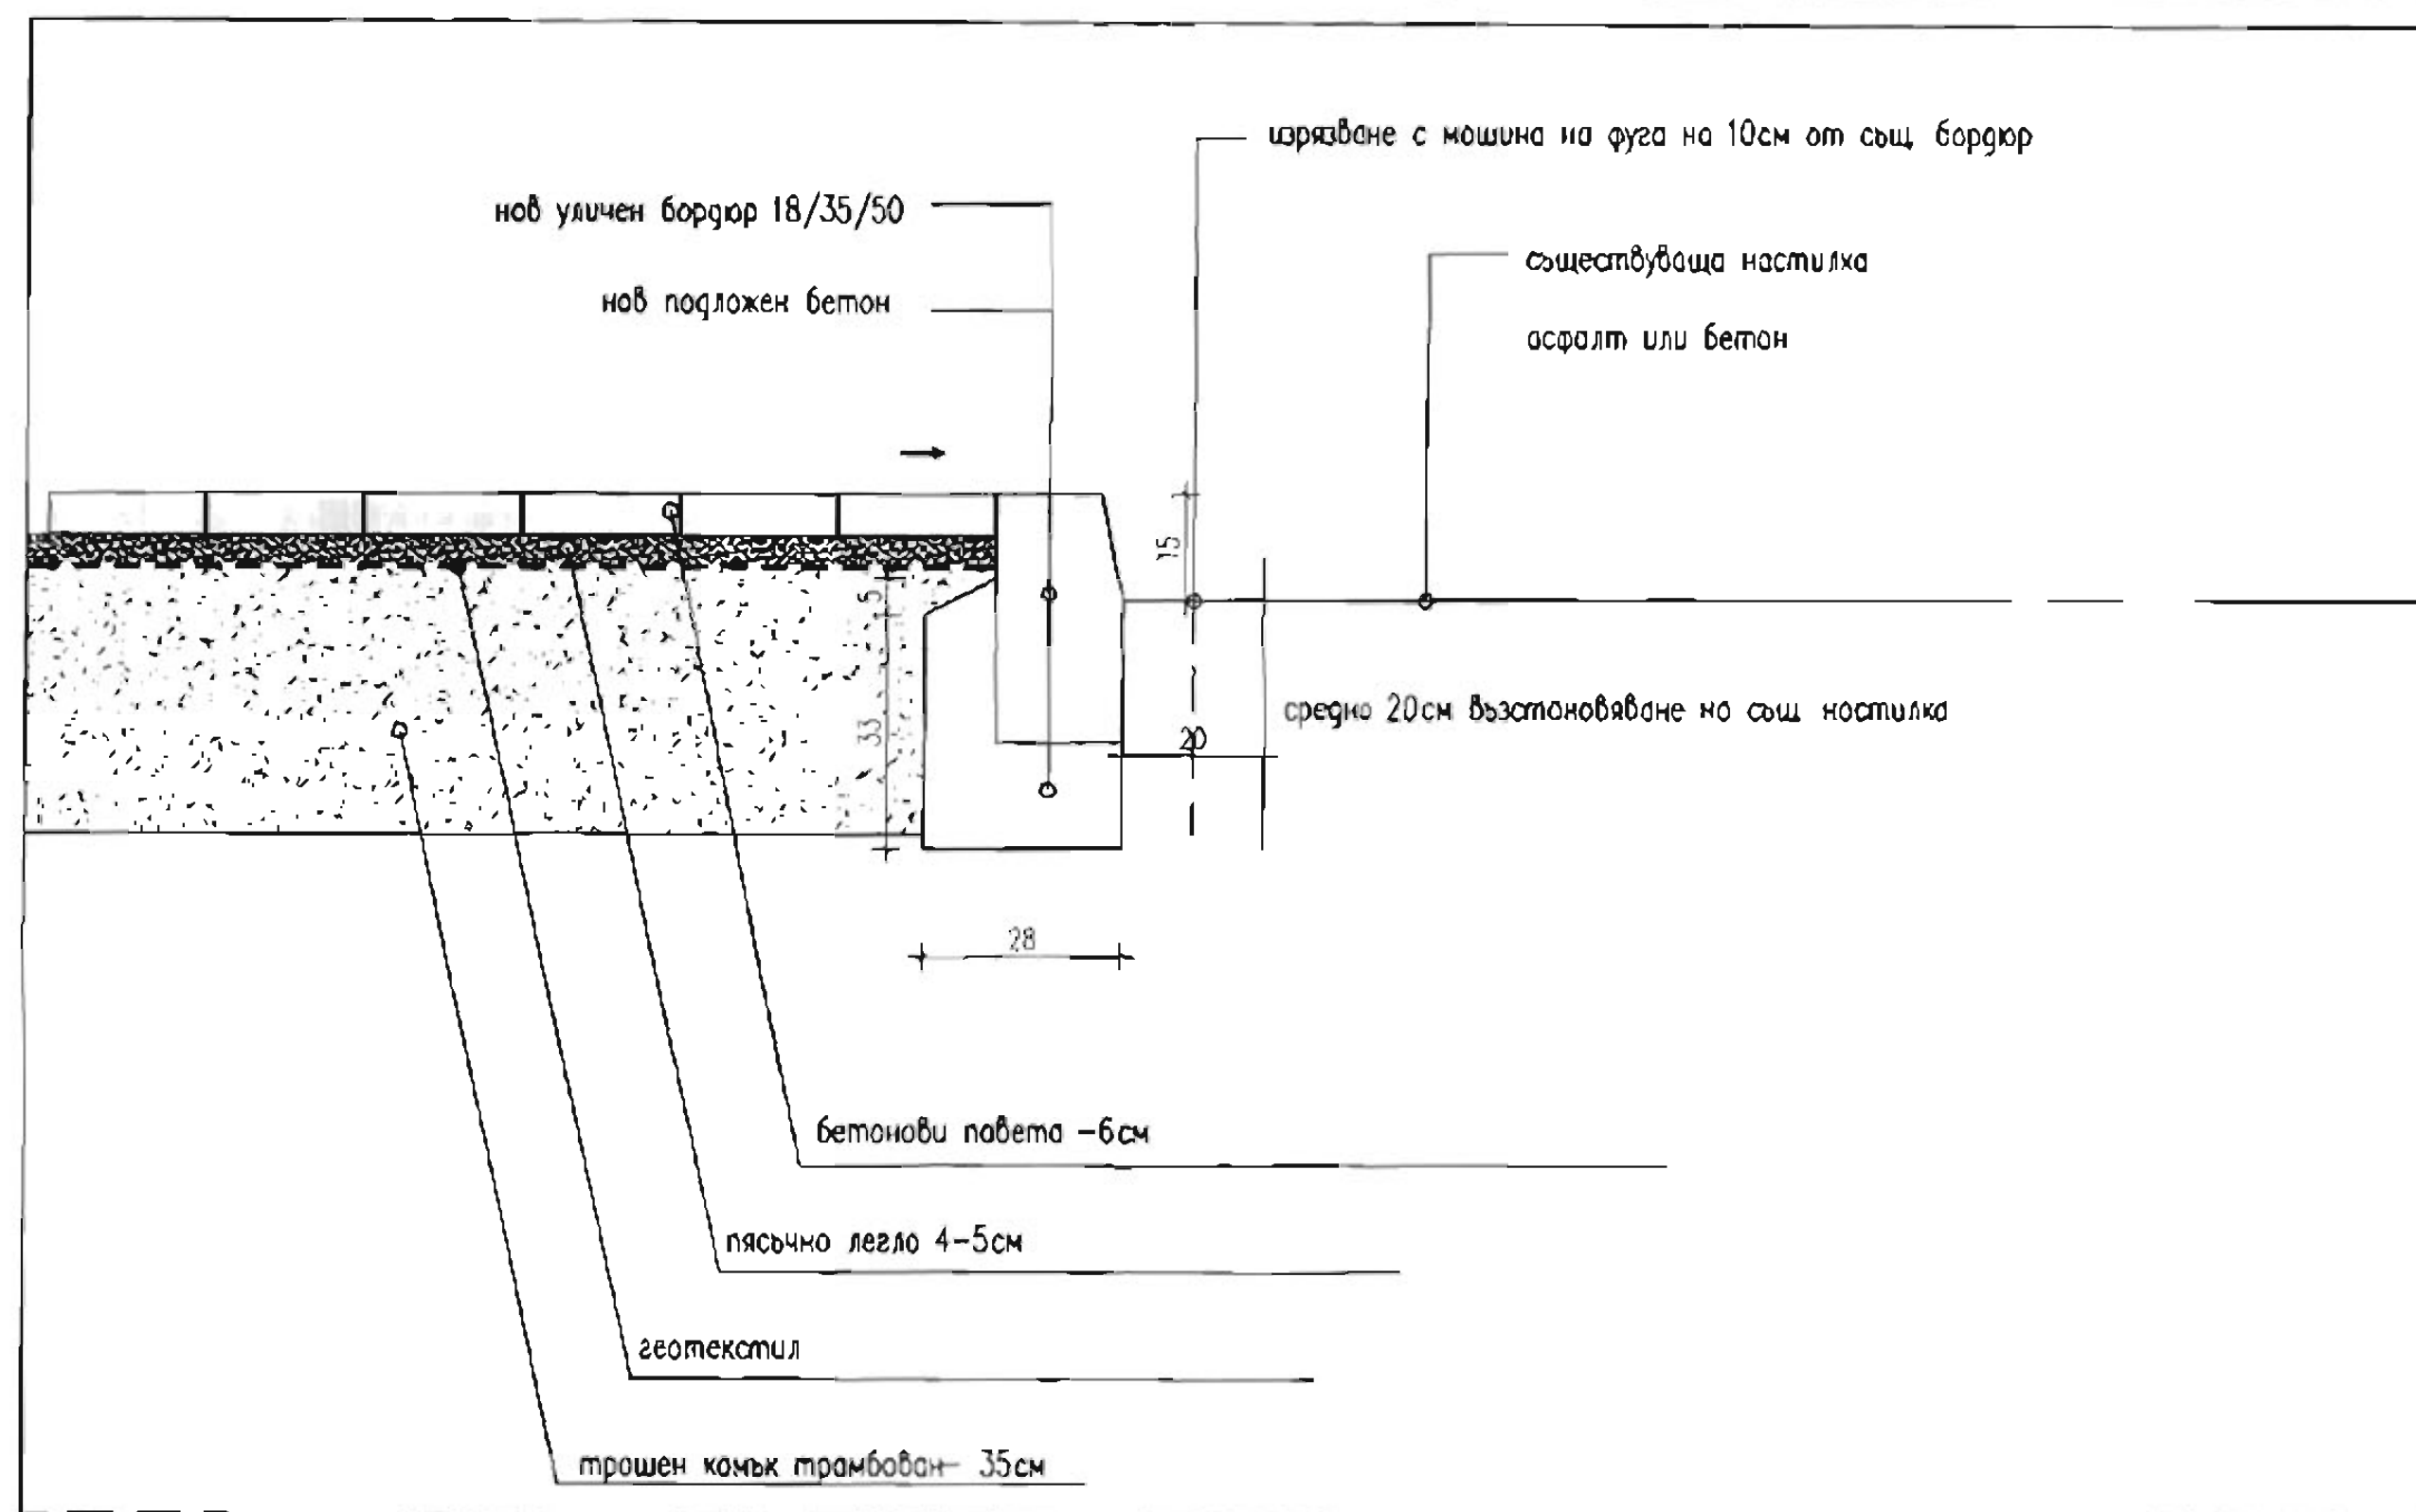 изрязване с машина на фуга на 10см от същ. бордюр
нов уличен бордюр 18/35/50
съществуваща настилка
нов подложен бетон
асфалт или бетон
15
5
33
средно 20см възстановяване на същ. настилка
20
28
бетонови павета -6см
пясъчно легло 4-5см
геотекстил
трошен камък трамбован- 35см